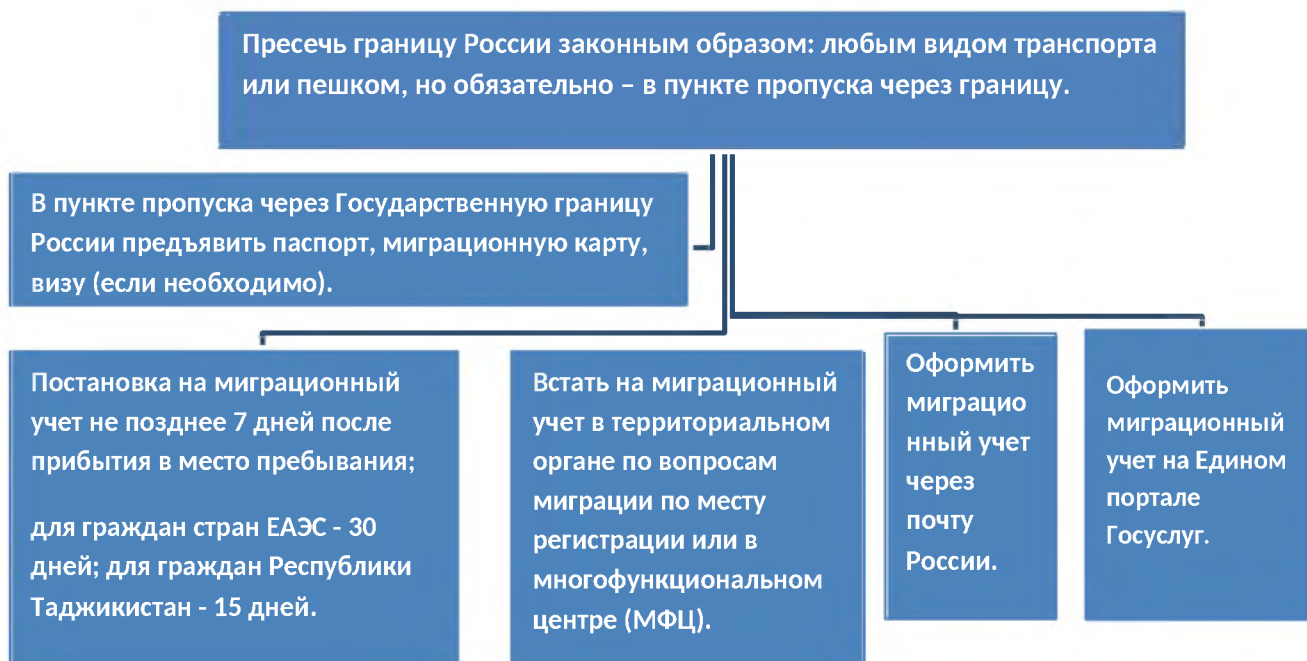 Пресечь границу России законным образом: любым видом транспорта
или пешком, но обязательно – в пункте пропуска через границу.
В пункте пропуска через Государственную границу
России предъявить паспорт, миграционную карту,
визу (если необходимо).
Постановка на миграционный
учет не позднее 7 дней после
прибытия в место пребывания;
для граждан стран ЕАЭС - 30
дней; для граждан Республики
Таджикистан - 15 дней.
Встать на миграционный
учет в территориальном
органе по вопросам
миграции по месту
регистрации или в
многофункциональном
центре (МФЦ).
Оформить
миграцио
нный учет
через
почту
России.
Оформить
миграционный
учет на Едином
портале
Госуслуг.